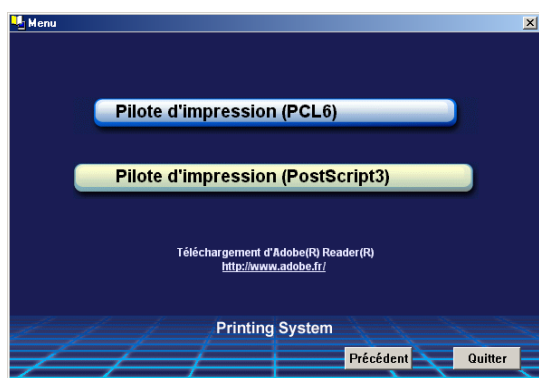 Menu
Pilote d'impression (PCL6)
Pilote d'impression (PostScript3)
Téléchargement d'Adobe(R) Reader(R)
http://www.adobe.fr/
Printing System
Précédent
Quitter